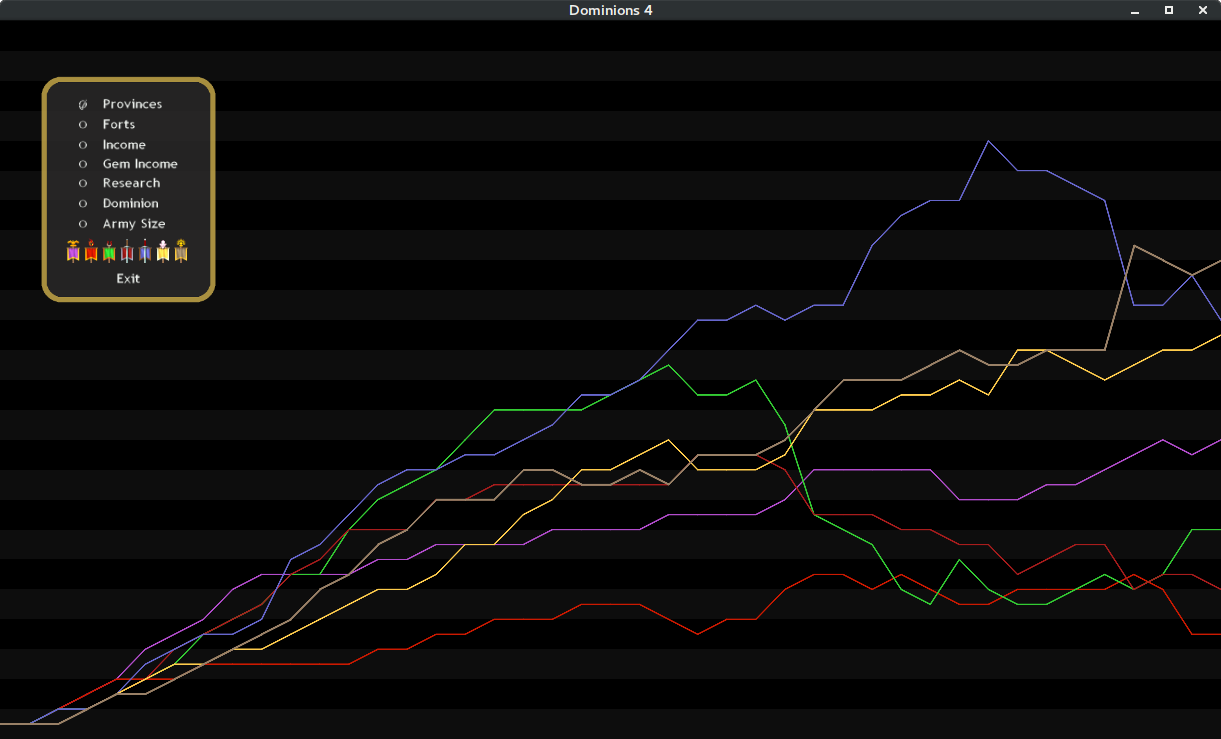 Dominions 4
Provinces
Forts
Income
Gem Income
Research
Dominion
Army Size
Exit